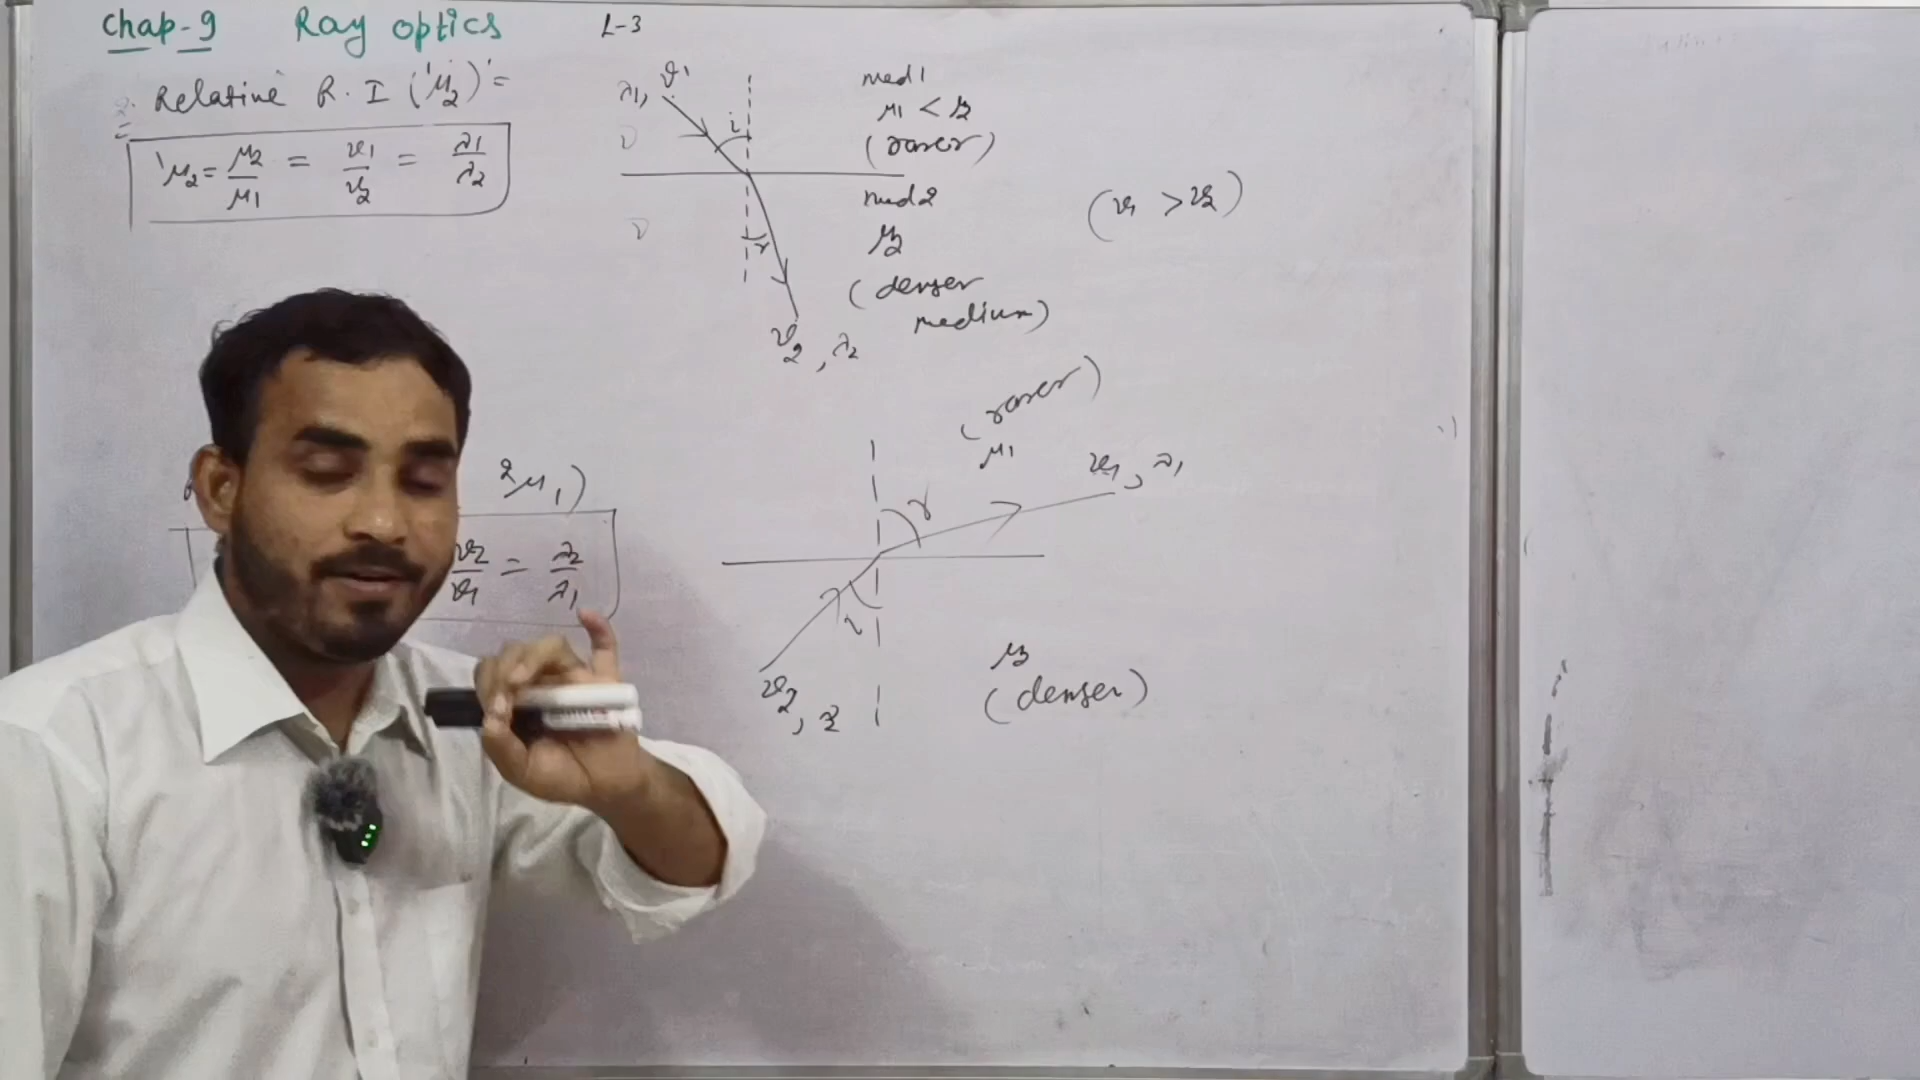 Chap-9 Ray optics L-3
2. Relative R.I (¹μ₂) =
¹μ₂ = μ₂/μ₁ = v₁/v₂ = λ₁/λ₂
λ₁, v₁
ν
i
med 1
μ₁ < μ₂
(rarer)
ν
r
med 2
μ₂
(denser
medium)
v₂, λ₂
(v₁ > v₂)
²μ₁)
v₂/v₁ = λ₂/λ₁
(rarer)
μ₁
v₁, λ₁
r
i
v₂, λ₂
μ₂
(denser)